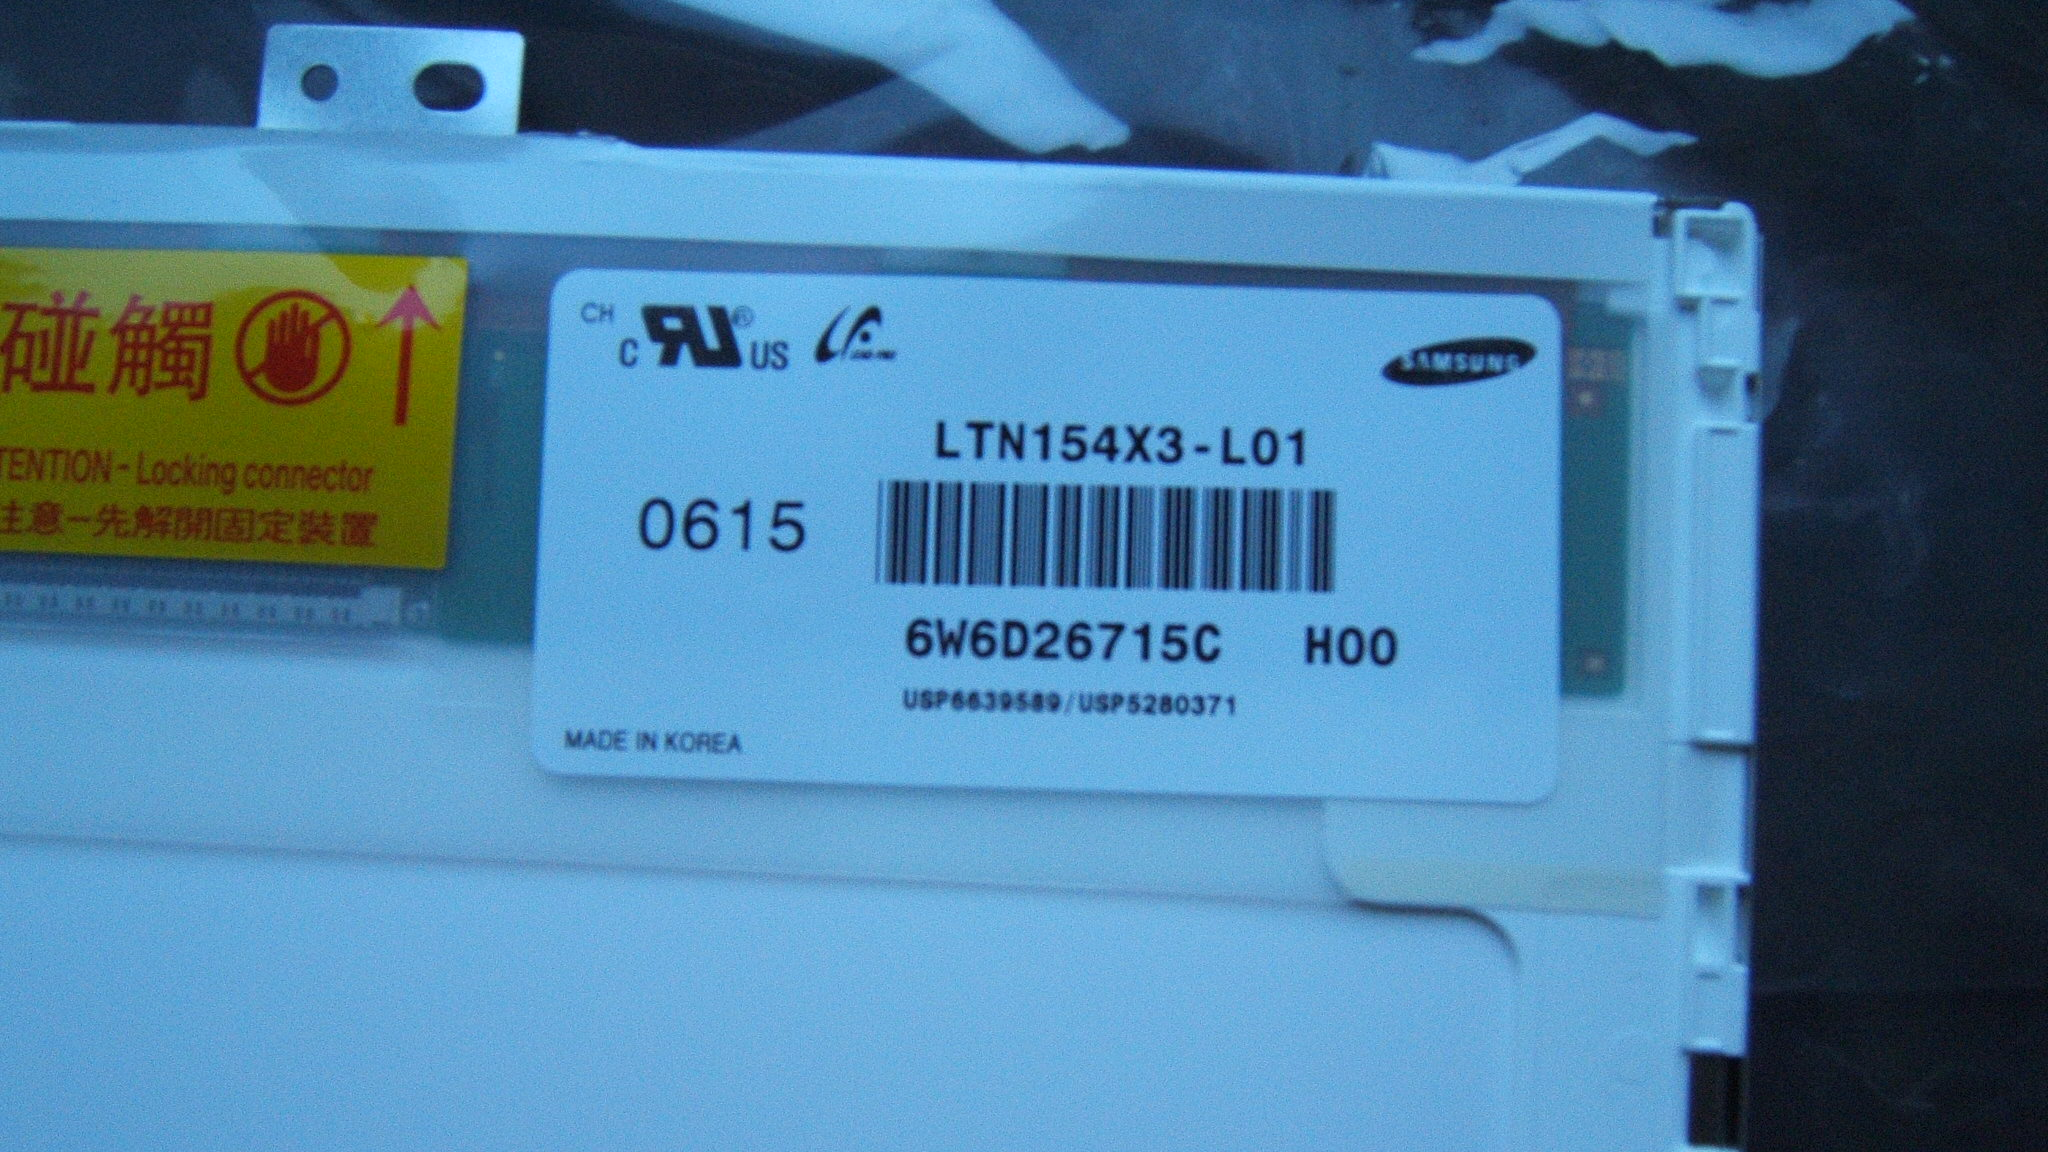 碰觸
TENTION - Locking connector
注意-先解開固定裝置
CH
C RU® US
SAMSUNG
LTN154X3-L01
0615
6W6D26715C H00
USP6639589/USP5280371
MADE IN KOREA